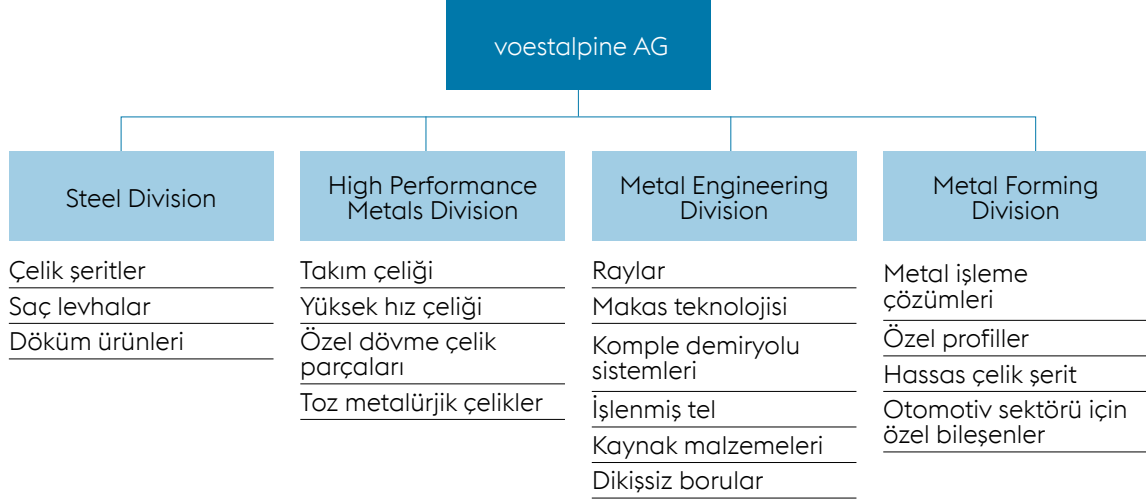 voestalpine AG
Steel Division
Çelik şeritler
Saç levhalar
Döküm ürünleri
High Performance
Metals Division
Takım çeliği
Yüksek hız çeliği
Özel dövme çelik
parçaları
Toz metalürjik çelikler
Metal Engineering
Division
Raylar
Makas teknolojisi
Komple demiryolu
sistemleri
İşlenmiş tel
Kaynak malzemeleri
Dikişsiz borular
Metal Forming
Division
Metal işleme
çözümleri
Özel profiller
Hassas çelik şerit
Otomotiv sektörü için
özel bileşenler